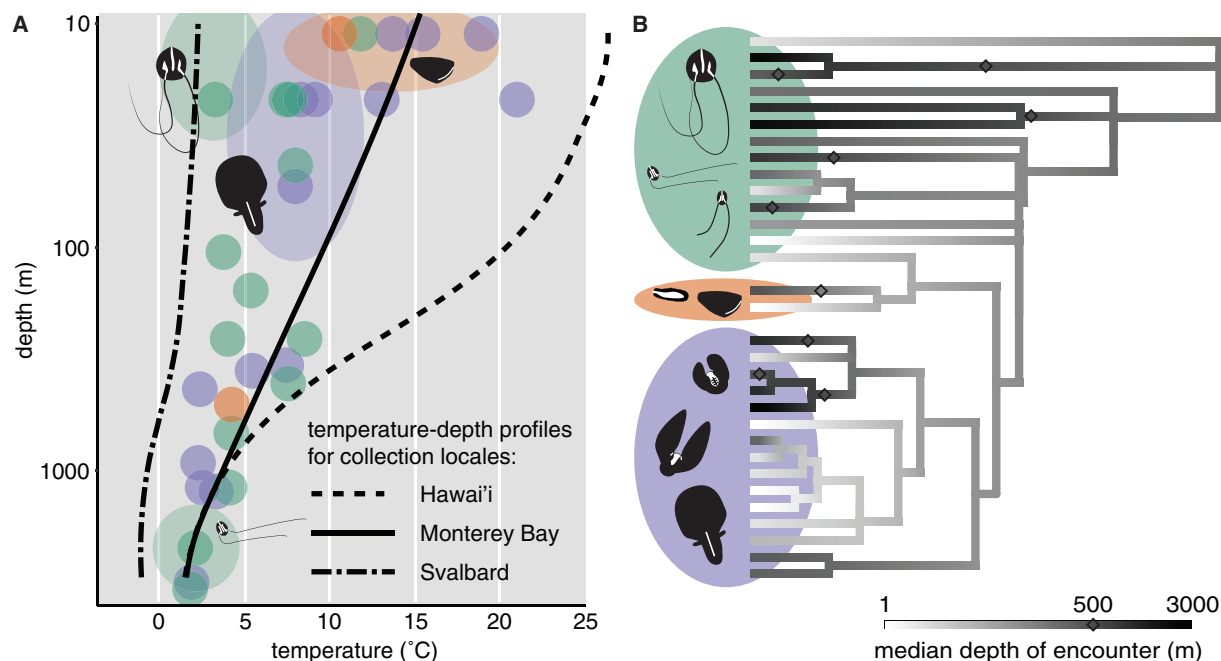 A
10
100
1000
depth (m)
temperature-depth profiles
for collection locales:
Hawai'i
Monterey Bay
Svalbard
0 5 10 15 20 25
temperature (˚C)
B
1 500 3000
median depth of encounter (m)